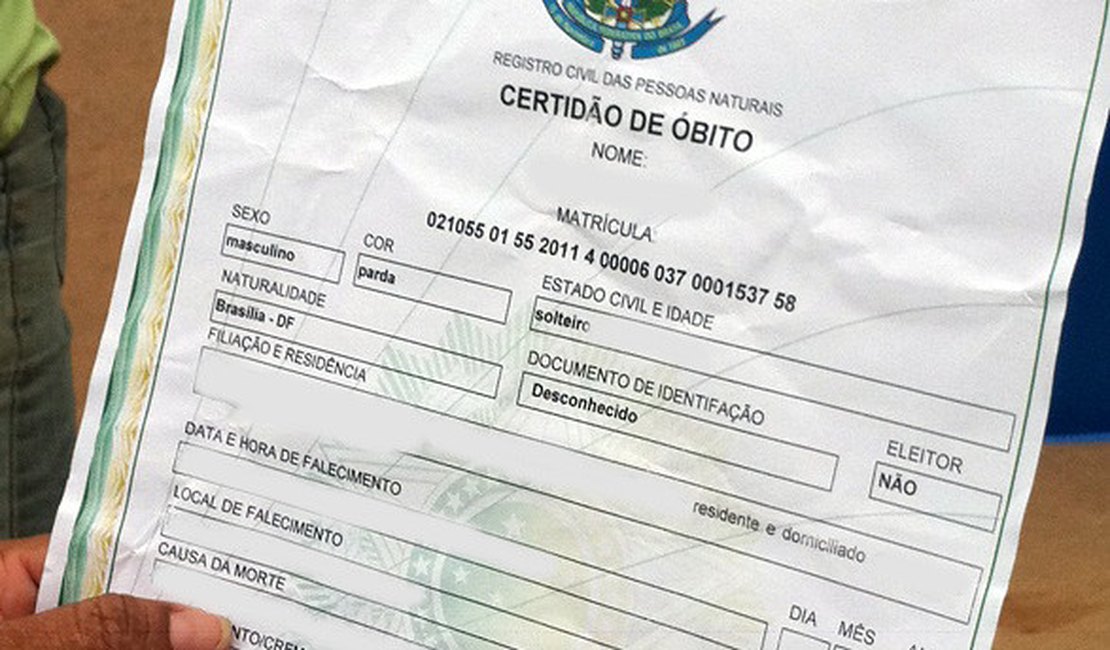 REGISTRO CIVIL DAS PESSOAS NATURAIS
CERTIDÃO DE ÓBITO
NOME:
MATRÍCULA:
021055 01 55 2011 4 00006 037 0001537 58
SEXO
masculino
COR
parda
ESTADO CIVIL E IDADE
solteiro
NATURALIDADE
Brasília - DF
DOCUMENTO DE IDENTIFAÇÃO
Desconhecido
ELEITOR
NÃO
FILIAÇÃO E RESIDÊNCIA
residente e domiciliado
DATA E HORA DE FALECIMENTO
DIA MÊS
LOCAL DE FALECIMENTO
CAUSA DA MORTE